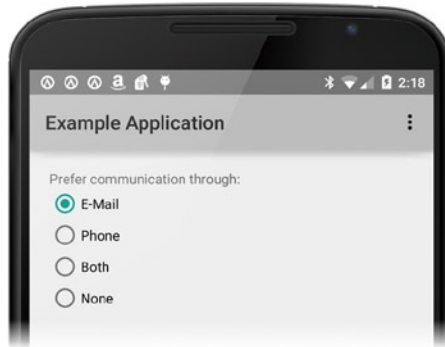 2:18
Example Application
Prefer communication through:
E-Mail
Phone
Both
None